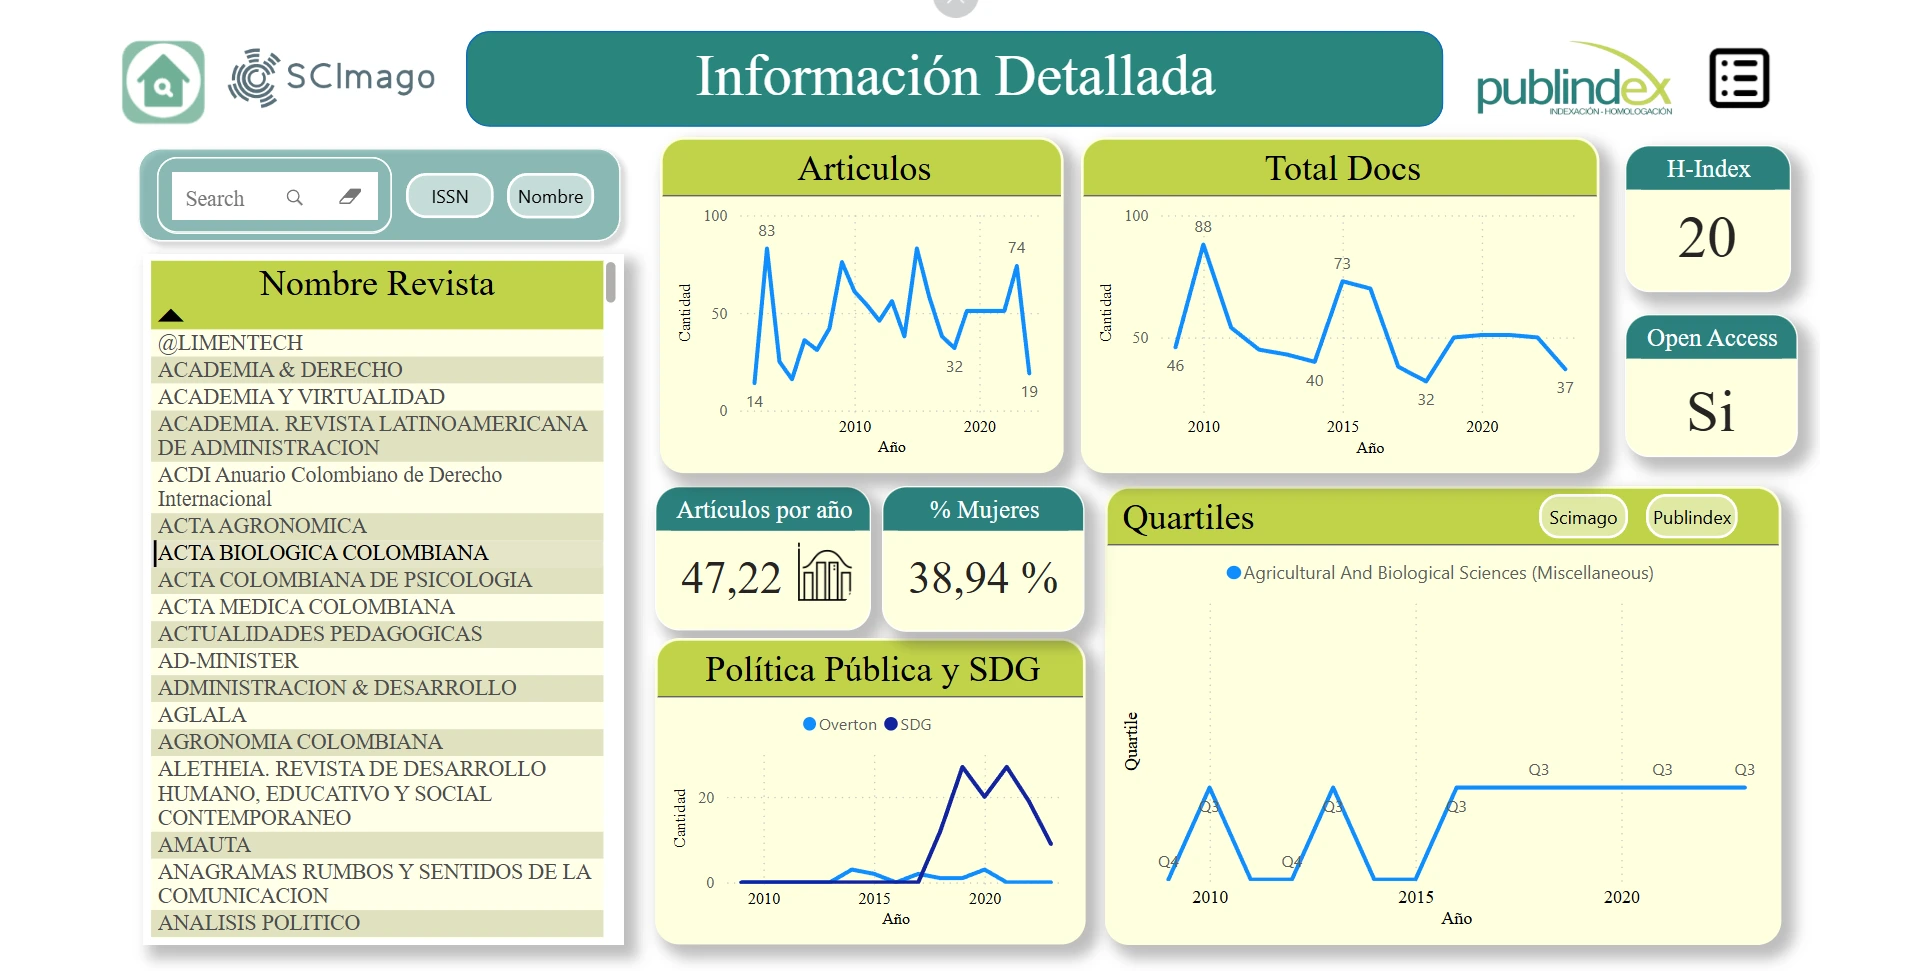 SCImago
Información Detallada
publindex
INDEXACIÓN - HOMOLOGACIÓN
Search
ISSN
Nombre
Nombre Revista
@LIMENTECH
ACADEMIA & DERECHO
ACADEMIA Y VIRTUALIDAD
ACADEMIA. REVISTA LATINOAMERICANA
DE ADMINISTRACION
ACDI Anuario Colombiano de Derecho
Internacional
ACTA AGRONOMICA
ACTA BIOLOGICA COLOMBIANA
ACTA COLOMBIANA DE PSICOLOGIA
ACTA MEDICA COLOMBIANA
ACTUALIDADES PEDAGOGICAS
AD-MINISTER
ADMINISTRACION & DESARROLLO
AGLALA
AGRONOMIA COLOMBIANA
ALETHEIA. REVISTA DE DESARROLLO
HUMANO, EDUCATIVO Y SOCIAL
CONTEMPORANEO
AMAUTA
ANAGRAMAS RUMBOS Y SENTIDOS DE LA
COMUNICACION
ANALISIS POLITICO
Articulos
100
83
74
Cantidad
50
32
14
19
0
2010
2020
Año
Total Docs
100
88
73
Cantidad
50
46
40
32
37
2010
2015
2020
Año
H-Index
20
Open Access
Si
Artículos por año
47,22
% Mujeres
38,94 %
Política Pública y SDG
Overton
SDG
Cantidad
20
0
2010
2015
2020
Año
Quartiles
Scimago
Publindex
Agricultural And Biological Sciences (Miscellaneous)
Quartile
Q3
Q3
Q3
Q3
Q3
Q3
Q4
Q4
2010
2015
2020
Año